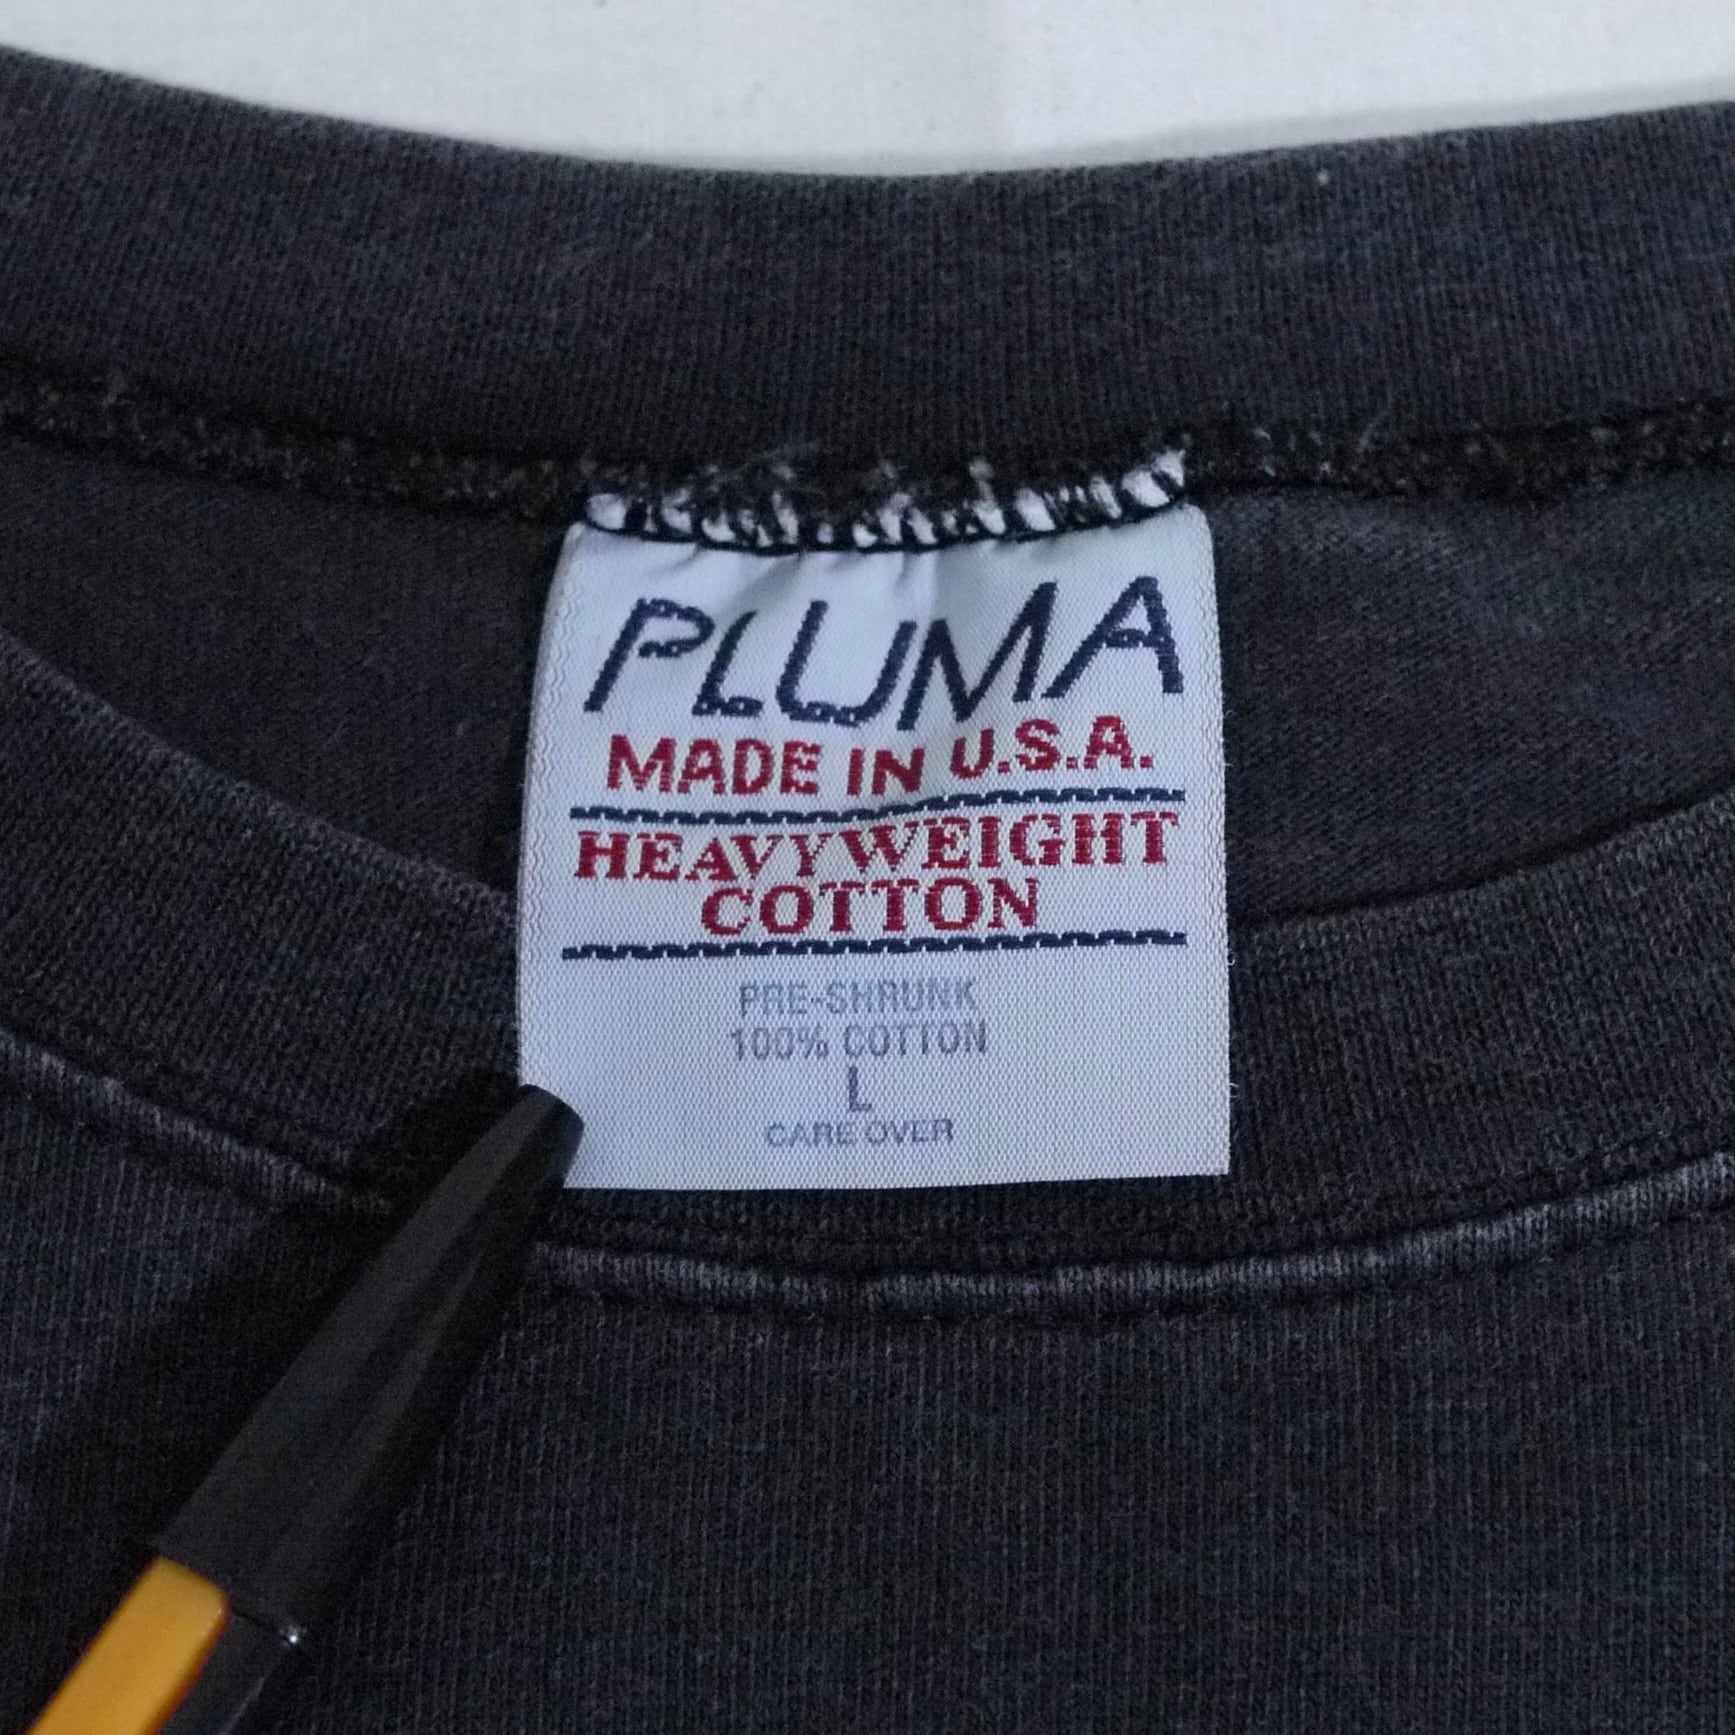 PLUMA
MADE IN U.S.A.
HEAVYWEIGHT
COTTON
PRE-SHRUNK
100% COTTON
L
CARE OVER